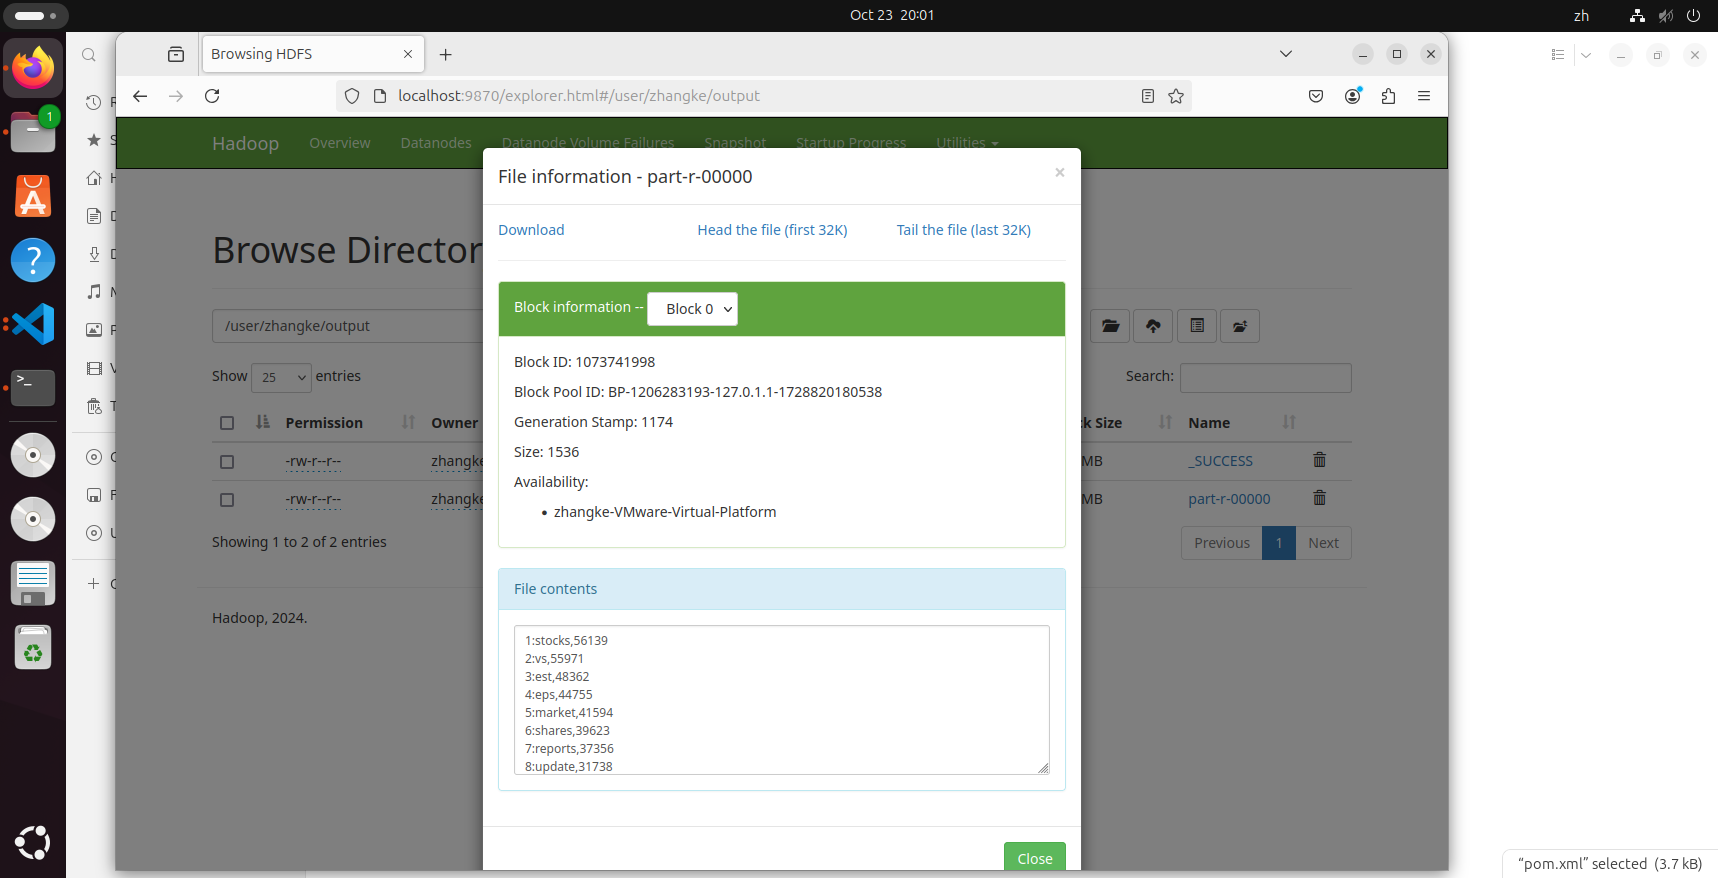 Oct 23 20:01
zh
Browsing HDFS
localhost:9870/explorer.html#/user/zhangke/output
1
Hadoop Overview Datanodes Datanode Volume Failures Snapshot Startup Progress Utilities
File information - part-r-00000
×
Download Head the file (first 32K) Tail the file (last 32K)
Browse Director
Block information -- Block 0
/user/zhangke/output
Block ID: 1073741998
Show 25 entries
Search:
Block Pool ID: BP-1206283193-127.0.1.1-1728820180538
Permission Owner
Generation Stamp: 1174
ck Size Name
Size: 1536
-rw-r--r-- zhangke
MB _SUCCESS
Availability:
-rw-r--r-- zhangke
MB part-r-00000
zhangke-VMware-Virtual-Platform
Showing 1 to 2 of 2 entries
Previous 1 Next
File contents
Hadoop, 2024.
1:stocks,56139
2:vs,55971
3:est,48362
4:eps,44755
5:market,41594
6:shares,39623
7:reports,37356
8:update,31738
Close
“pom.xml” selected (3.7 kB)